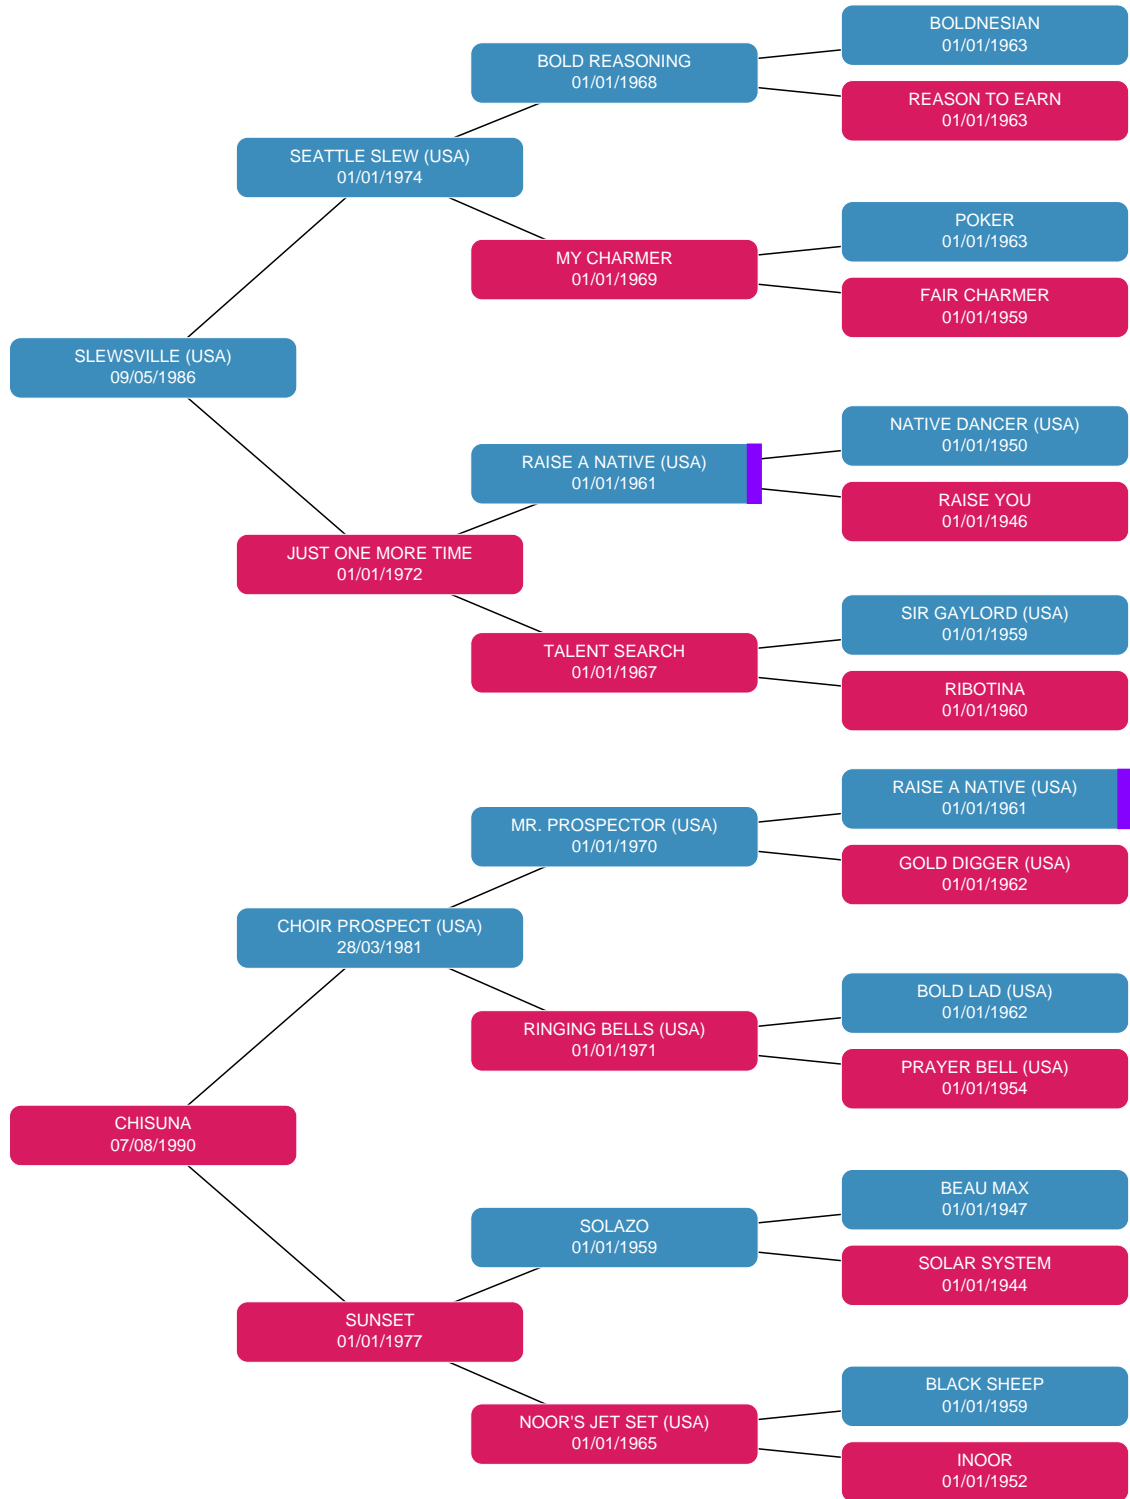 BOLDNESIAN
01/01/1963
BOLD REASONING
01/01/1968
REASON TO EARN
01/01/1963
SEATTLE SLEW (USA)
01/01/1974
POKER
01/01/1963
MY CHARMER
01/01/1969
FAIR CHARMER
01/01/1959
SLEWSVILLE (USA)
09/05/1986
NATIVE DANCER (USA)
01/01/1950
RAISE A NATIVE (USA)
01/01/1961
RAISE YOU
01/01/1946
JUST ONE MORE TIME
01/01/1972
SIR GAYLORD (USA)
01/01/1959
TALENT SEARCH
01/01/1967
RIBOTINA
01/01/1960
RAISE A NATIVE (USA)
01/01/1961
MR. PROSPECTOR (USA)
01/01/1970
GOLD DIGGER (USA)
01/01/1962
CHOIR PROSPECT (USA)
28/03/1981
BOLD LAD (USA)
01/01/1962
RINGING BELLS (USA)
01/01/1971
PRAYER BELL (USA)
01/01/1954
CHISUNA
07/08/1990
BEAU MAX
01/01/1947
SOLAZO
01/01/1959
SOLAR SYSTEM
01/01/1944
SUNSET
01/01/1977
BLACK SHEEP
01/01/1959
NOOR'S JET SET (USA)
01/01/1965
INOOR
01/01/1952